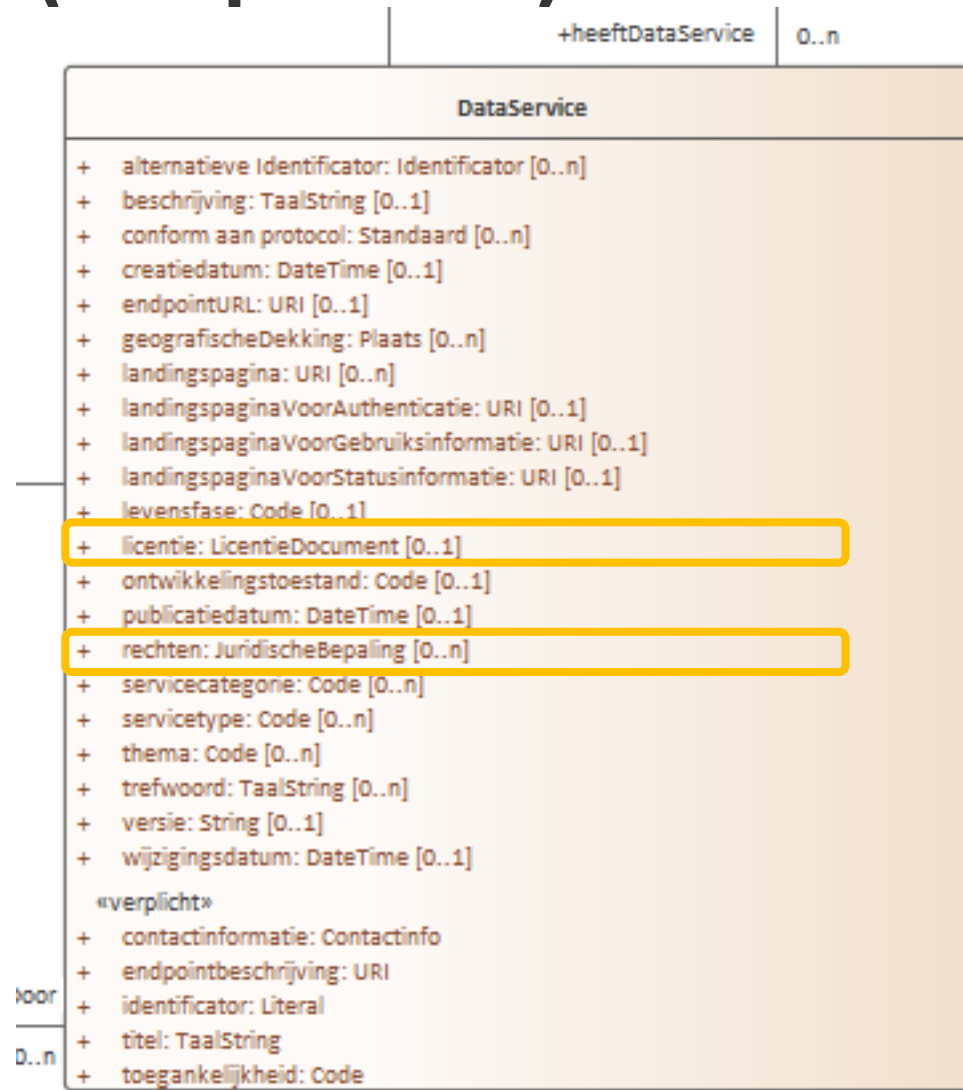 +heeftDataService 0..n
DataService
+ alternatieve Identificator: Identificator [0..n]
+ beschrijving: TaalString [0..1]
+ conform aan protocol: Standaard [0..n]
+ creatiedatum: DateTime [0..1]
+ endpointURL: URI [0..1]
+ geografischeDekking: Plaats [0..n]
+ landingspagina: URI [0..n]
+ landingspaginaVoorAuthenticatie: URI [0..1]
+ landingspaginaVoorGebruiksinformatie: URI [0..1]
+ landingspaginaVoorStatusinformatie: URI [0..1]
+ levensfase: Code [0..1]
+ licentie: LicentieDocument [0..1]
+ ontwikkelingstoestand: Code [0..1]
+ publicatiedatum: DateTime [0..1]
+ rechten: JuridischeBepaling [0..n]
+ servicecategorie: Code [0..n]
+ servicetype: Code [0..n]
+ thema: Code [0..n]
+ trefwoord: TaalString [0..n]
+ versie: String [0..1]
+ wijzigingsdatum: DateTime [0..1]
«verplicht»
+ contactinformatie: Contactinfo
+ endpointbeschrijving: URI
+ identificator: Literal
+ titel: TaalString
+ toegankelijkheid: Code
Door
0..n